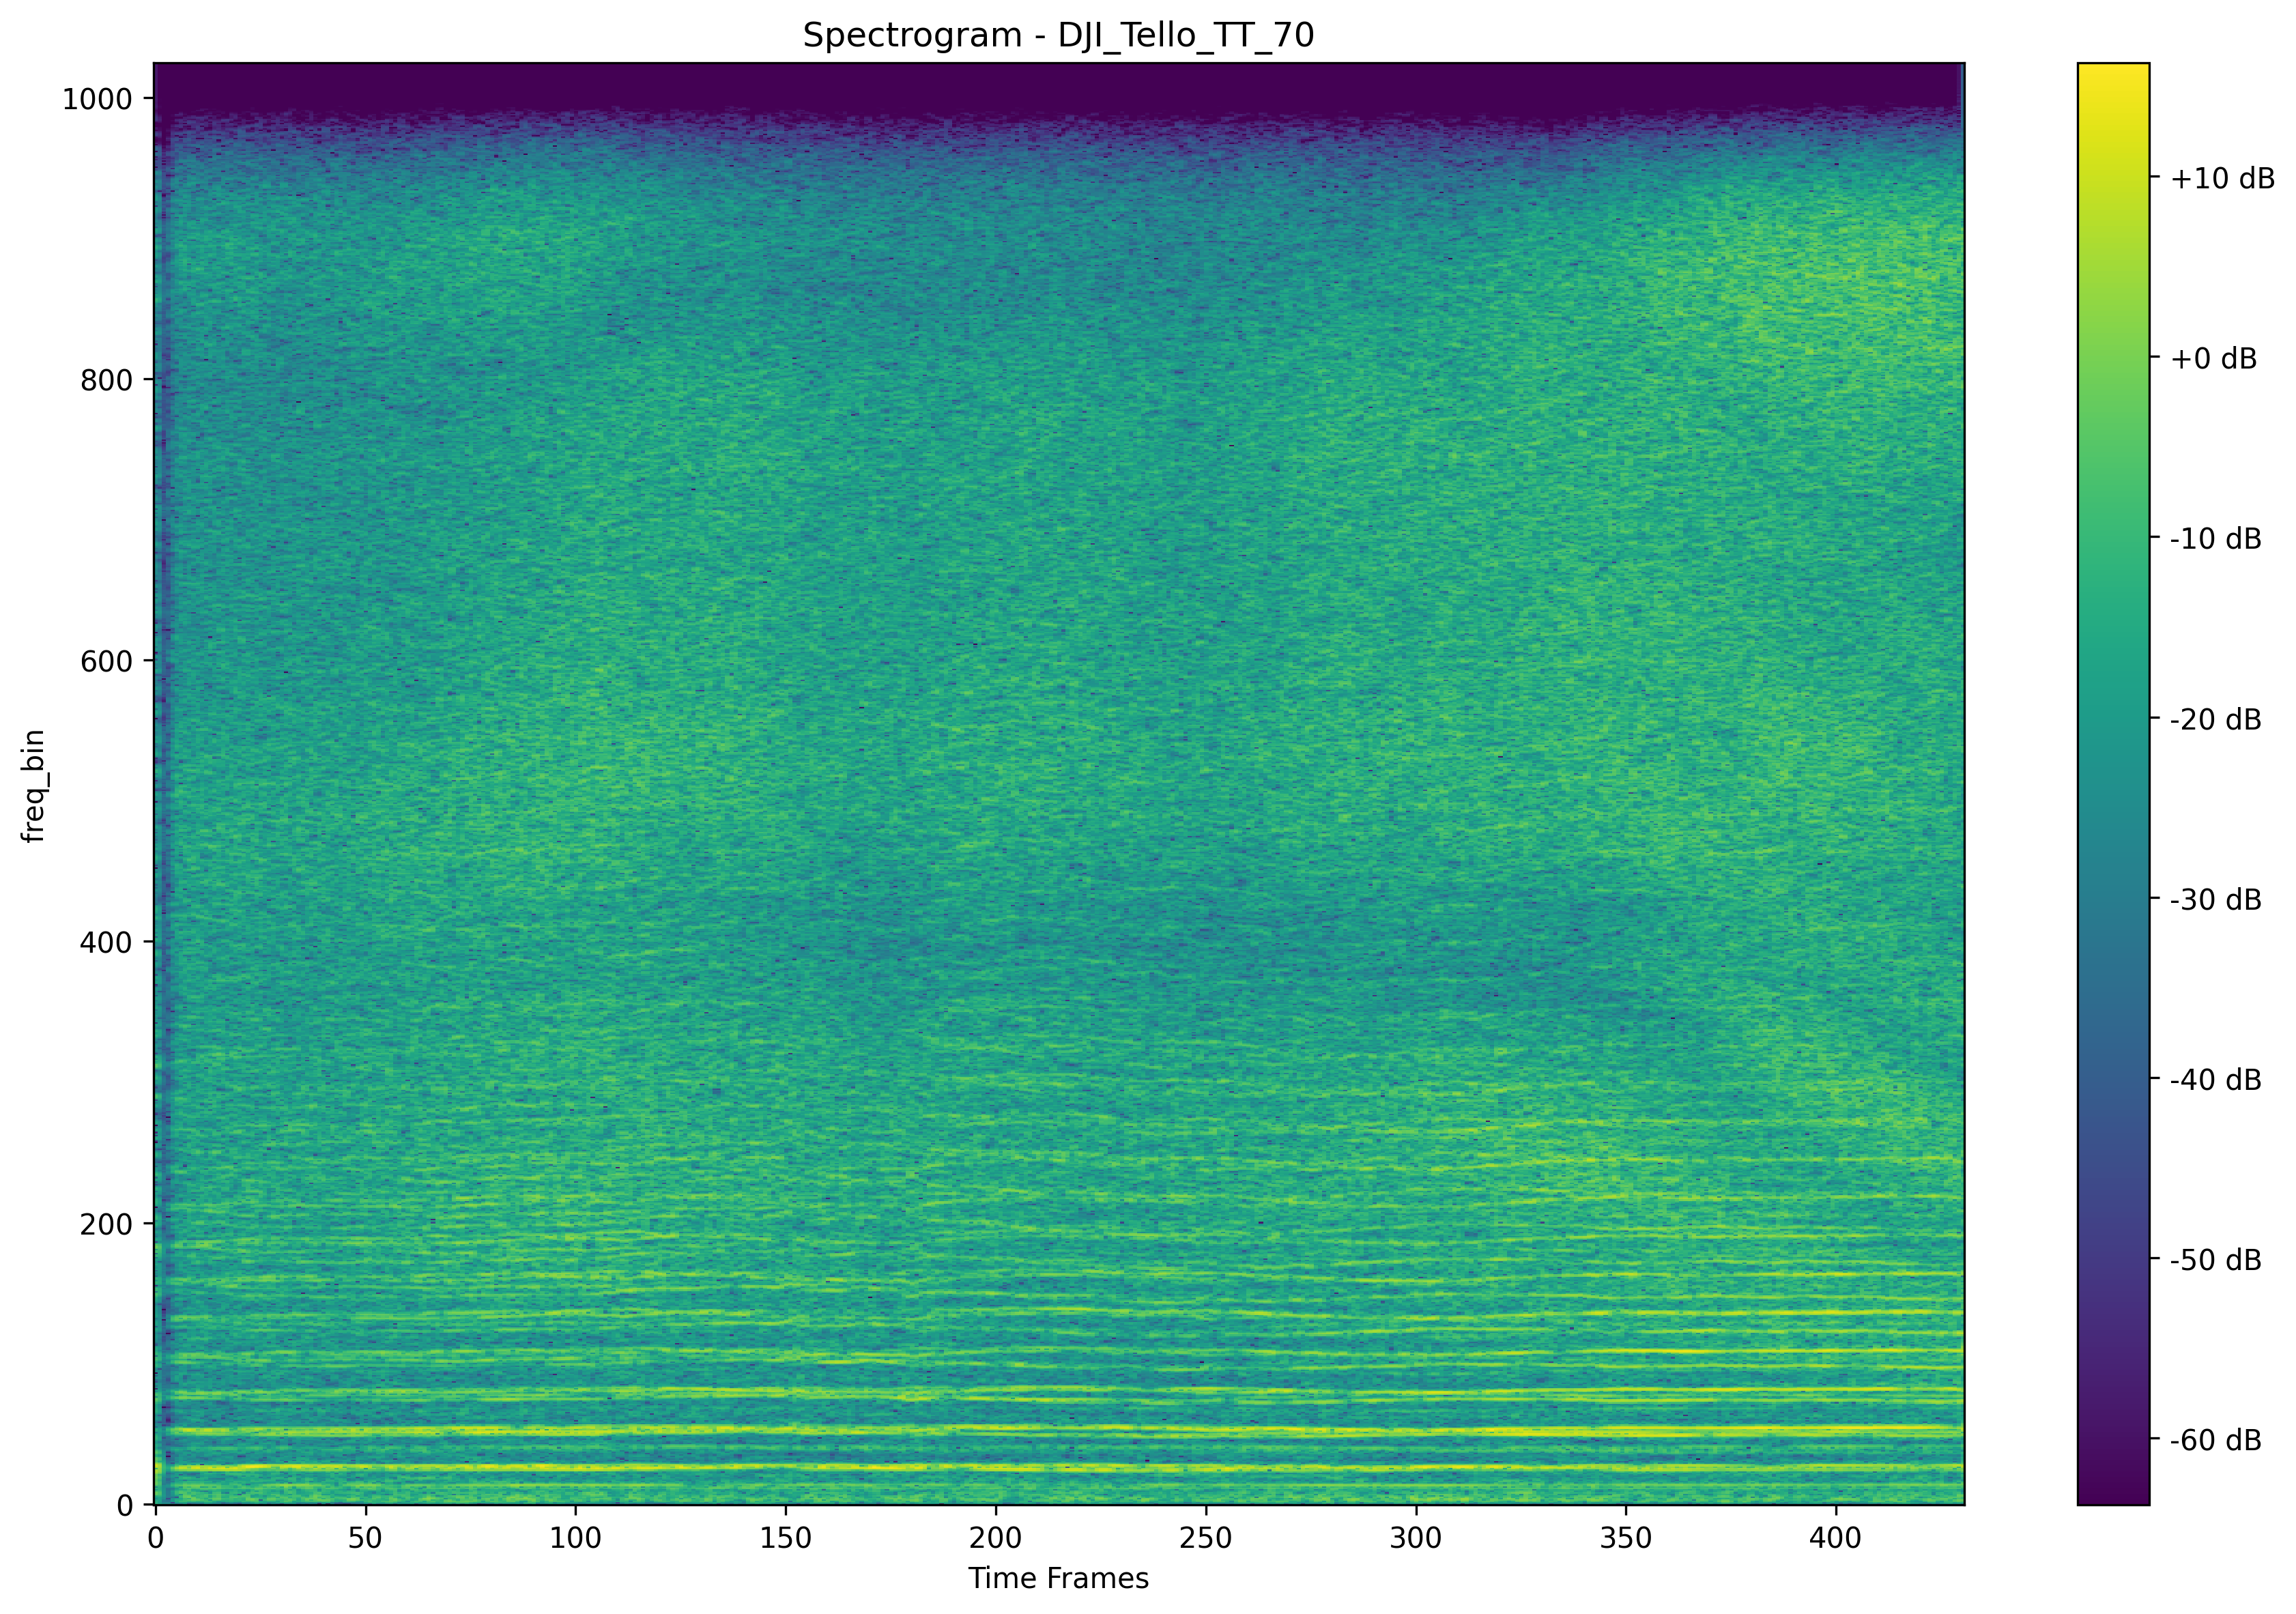 Spectrogram - DJI_Tello_TT_70
1000
800
600
400
200
0
freq_bin
0 50 100 150 200 250 300 350 400
Time Frames
+10 dB
+0 dB
-10 dB
-20 dB
-30 dB
-40 dB
-50 dB
-60 dB